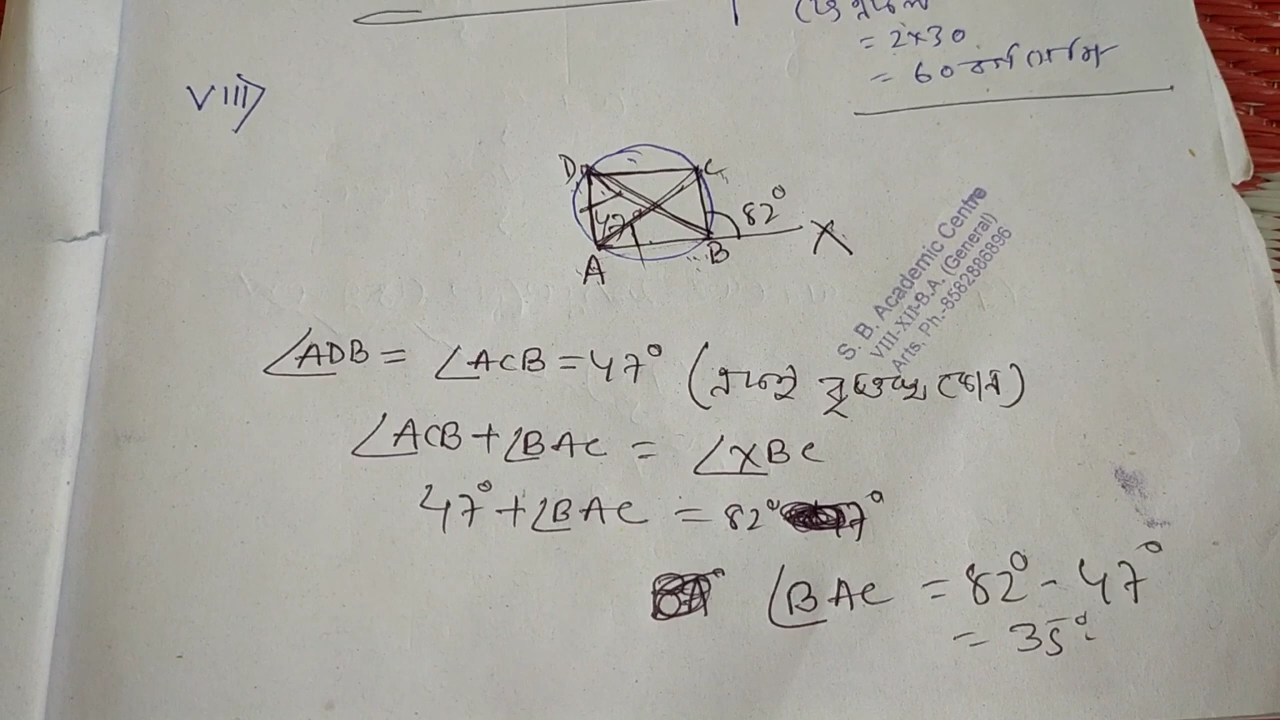 = 2×30
= 60 বর্গ সেমি
VIII)
D
C
47°
82°
A
B
X
S. B. Academic Centre
VIII-XII-B.A. (General)
Arts, Ph.-8582886896
∠ADB = ∠ACB = 47° (একই বৃত্তাংশস্থ কোণ)
∠ACB + ∠BAC = ∠XBC
47° + ∠BAC = 82°
∠BAC = 82° - 47°
= 35°